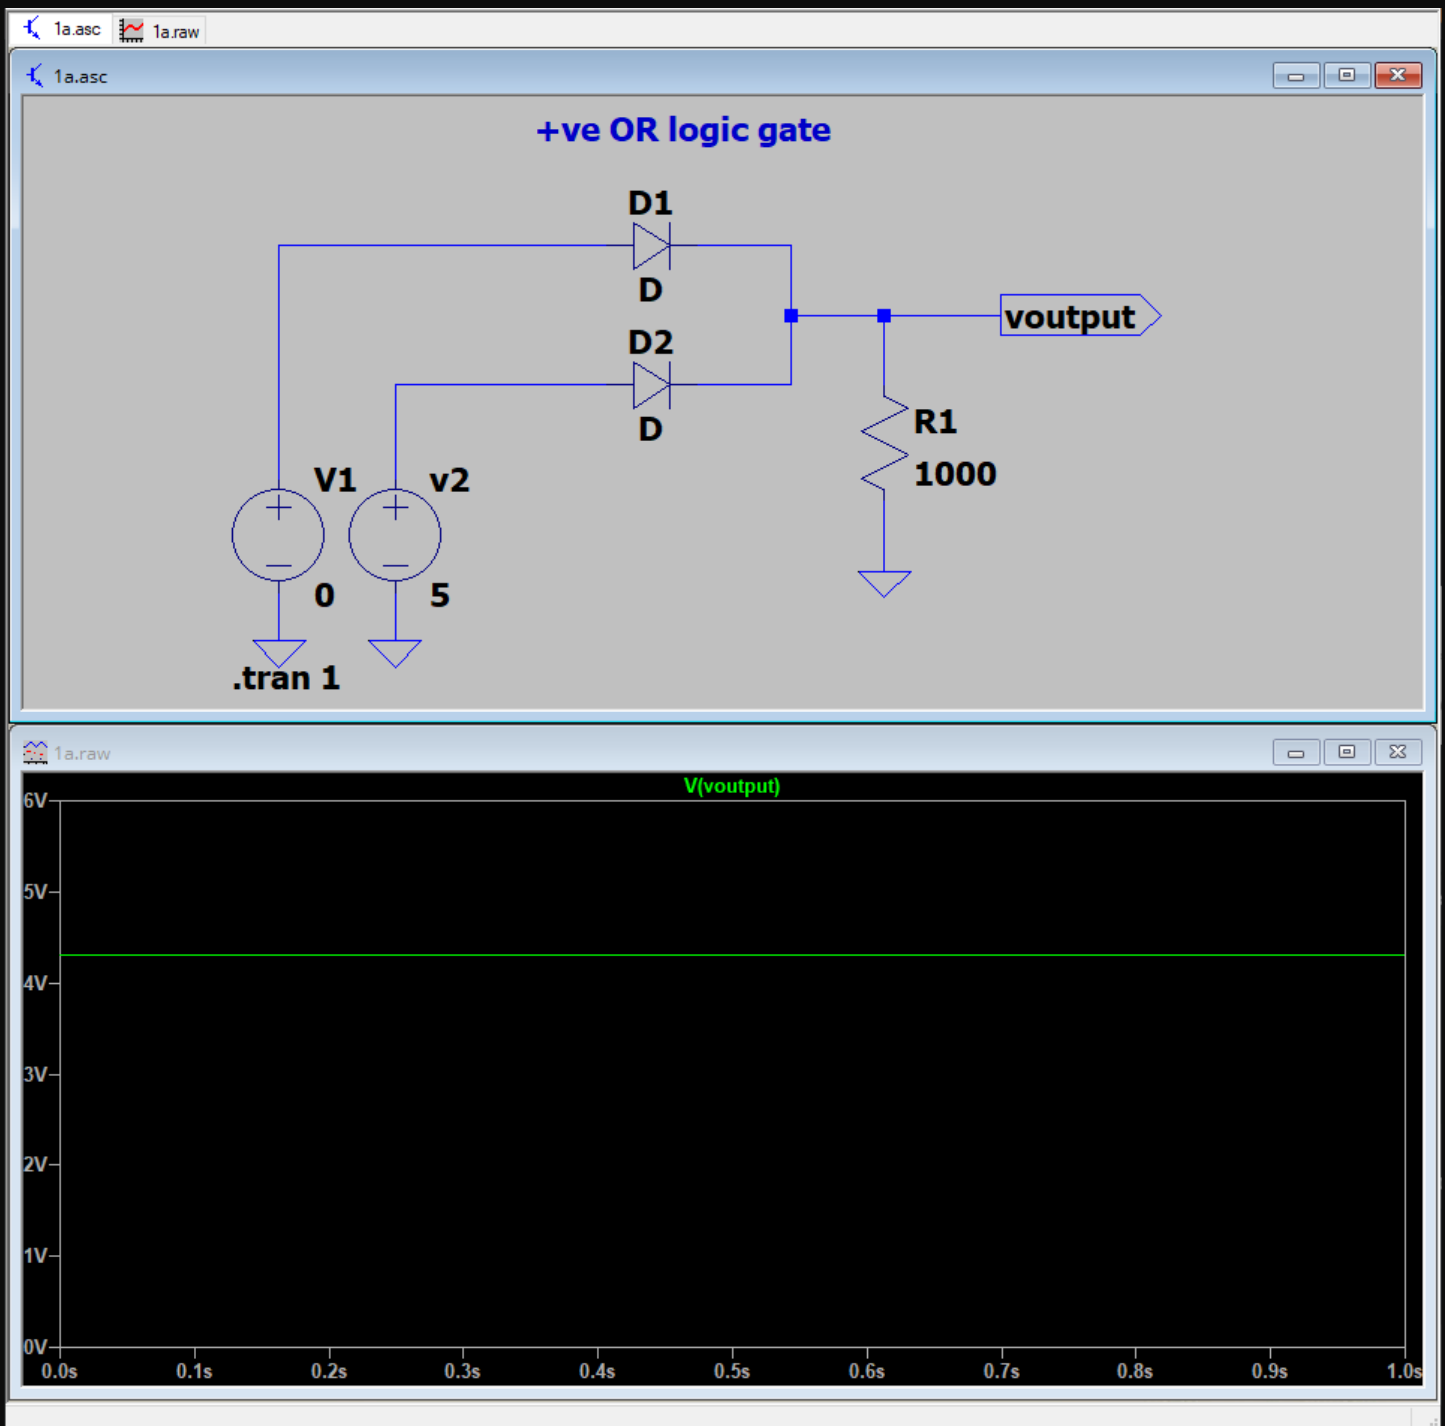 1a.asc 1a.raw
1a.asc
+ve OR logic gate
D1
D
D2
D
voutput
R1
1000
V1 v2
0 5
.tran 1
1a.raw
V(voutput)
6V
5V
4V
3V
2V
1V
0V
0.0s 0.1s 0.2s 0.3s 0.4s 0.5s 0.6s 0.7s 0.8s 0.9s 1.0s